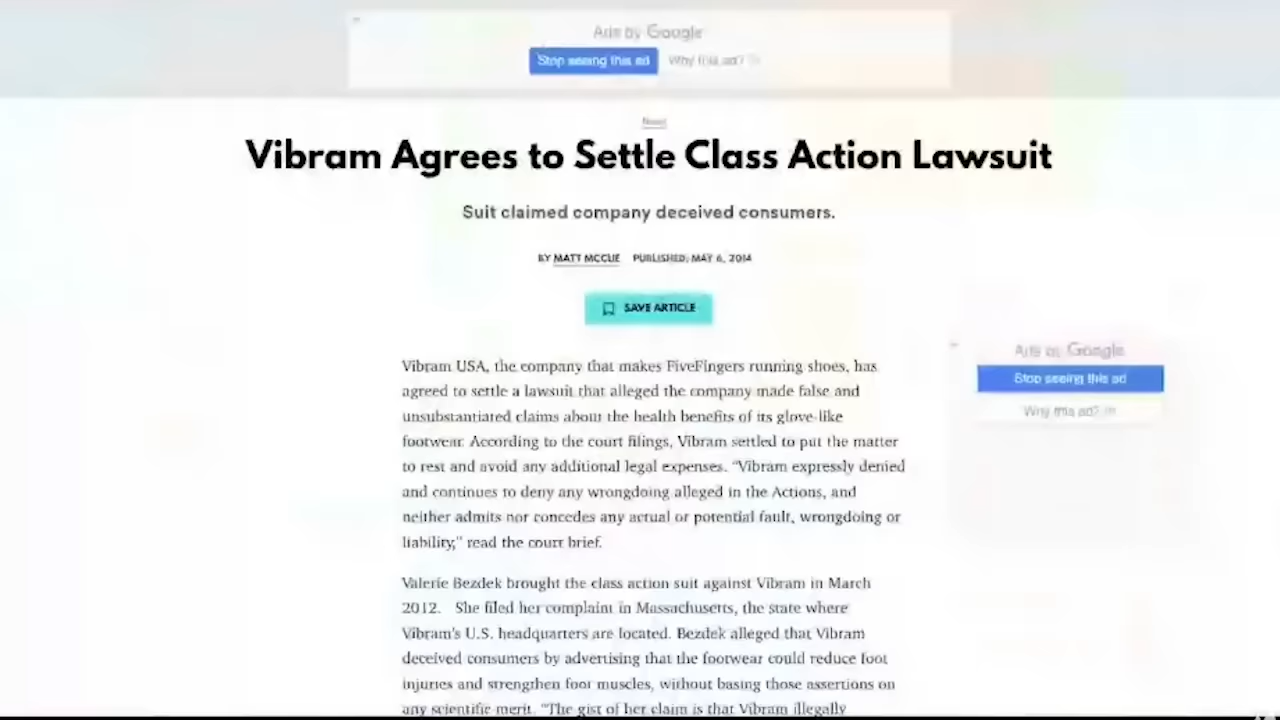 Ads by Google
Stop seeing this ad Why this ad?
News
Vibram Agrees to Settle Class Action Lawsuit
Suit claimed company deceived consumers.
BY MATT MCCUE PUBLISHED: MAY 6, 2014
SAVE ARTICLE
Vibram USA, the company that makes FiveFingers running shoes, has
agreed to settle a lawsuit that alleged the company made false and
unsubstantiated claims about the health benefits of its glove-like
footwear. According to the court filings, Vibram settled to put the matter
to rest and avoid any additional legal expenses. “Vibram expressly denied
and continues to deny any wrongdoing alleged in the Actions, and
neither admits nor concedes any actual or potential fault, wrongdoing or
liability,” read the court brief.
Valerie Bezdek brought the class action suit against Vibram in March
2012. She filed her complaint in Massachusetts, the state where
Vibram's U.S. headquarters are located. Bezdek alleged that Vibram
deceived consumers by advertising that the footwear could reduce foot
injuries and strengthen foot muscles, without basing those assertions on
any scientific merit. “The gist of her claim is that Vibram illegally
Ads by Google
Stop seeing this ad
Why this ad?